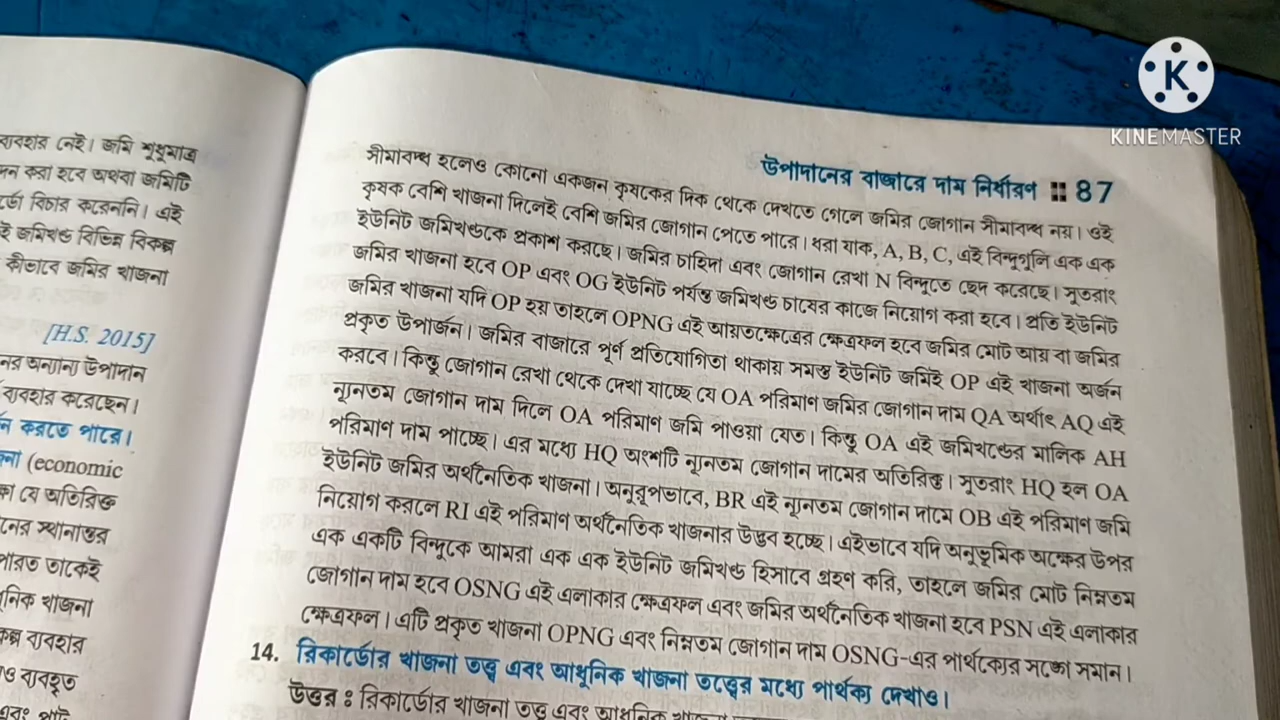 ব্যবহার নেই। জমি শুধুমাত্র
করা হবে অথবা জমিটি
বিচার করেননি। এই
জমিখণ্ড বিভিন্ন বিকল্প
কীভাবে জমির খাজনা
[H.S. 2015]
অন্যান্য উপাদান
ব্যবহার করেছেন।
করতে পারে।
(economic
যে অতিরিক্ত
স্থানান্তর
পারত তাকেই
খাজনা
ব্যবহার
ব্যবহৃত
উপাদানের বাজারে দাম নির্ধারণ 87
সীমাবদ্ধ হলেও কোনো একজন কৃষকের দিক থেকে দেখতে গেলে জমির জোগান সীমাবদ্ধ নয়। ওই
কৃষক বেশি খাজনা দিলেই বেশি জমির জোগান পেতে পারে। ধরা যাক, A, B, C, এই বিন্দুগুলি এক এক
ইউনিট জমিখণ্ডকে প্রকাশ করছে। জমির চাহিদা এবং জোগান রেখা N বিন্দুতে ছেদ করেছে। সুতরাং
জমির খাজনা হবে OP এবং OG ইউনিট পর্যন্ত জমিখণ্ড চাষের কাজে নিয়োগ করা হবে। প্রতি ইউনিট
জমির খাজনা যদি OP হয় তাহলে OPNG এই আয়তক্ষেত্রের ক্ষেত্রফল হবে জমির মোট আয় বা জমির
প্রকৃত উপার্জন। জমির বাজারে পূর্ণ প্রতিযোগিতা থাকায় সমস্ত ইউনিট জমিই OP এই খাজনা অর্জন
করবে। কিন্তু জোগান রেখা থেকে দেখা যাচ্ছে যে OA পরিমাণ জমির জোগান দাম QA অর্থাৎ AQ এই
ন্যূনতম জোগান দাম দিলে OA পরিমাণ জমি পাওয়া যেত। কিন্তু OA এই জমিখণ্ডের মালিক AH
পরিমাণ দাম পাচ্ছে। এর মধ্যে HQ অংশটি ন্যূনতম জোগান দামের অতিরিক্ত। সুতরাং HQ হল OA
ইউনিট জমির অর্থনৈতিক খাজনা। অনুরূপভাবে, BR এই ন্যূনতম জোগান দামে OB এই পরিমাণ জমি
নিয়োগ করলে RI এই পরিমাণ অর্থনৈতিক খাজনার উদ্ভব হচ্ছে। এইভাবে যদি অনুভূমিক অক্ষের উপর
এক একটি বিন্দুকে আমরা এক এক ইউনিট জমিখণ্ড হিসাবে গ্রহণ করি, তাহলে জমির মোট নিম্নতম
জোগান দাম হবে OSNG এই এলাকার ক্ষেত্রফল এবং জমির অর্থনৈতিক খাজনা হবে PSN এই এলাকার
ক্ষেত্রফল। এটি প্রকৃত খাজনা OPNG এবং নিম্নতম জোগান দাম OSNG-এর পার্থক্যের সঙ্গে সমান।
14. রিকার্ডোর খাজনা তত্ত্ব এবং আধুনিক খাজনা তত্ত্বের মধ্যে পার্থক্য দেখাও।
উত্তর : রিকার্ডোর খাজনা তত্ত্ব এবং আধুনিক
KINEMASTER